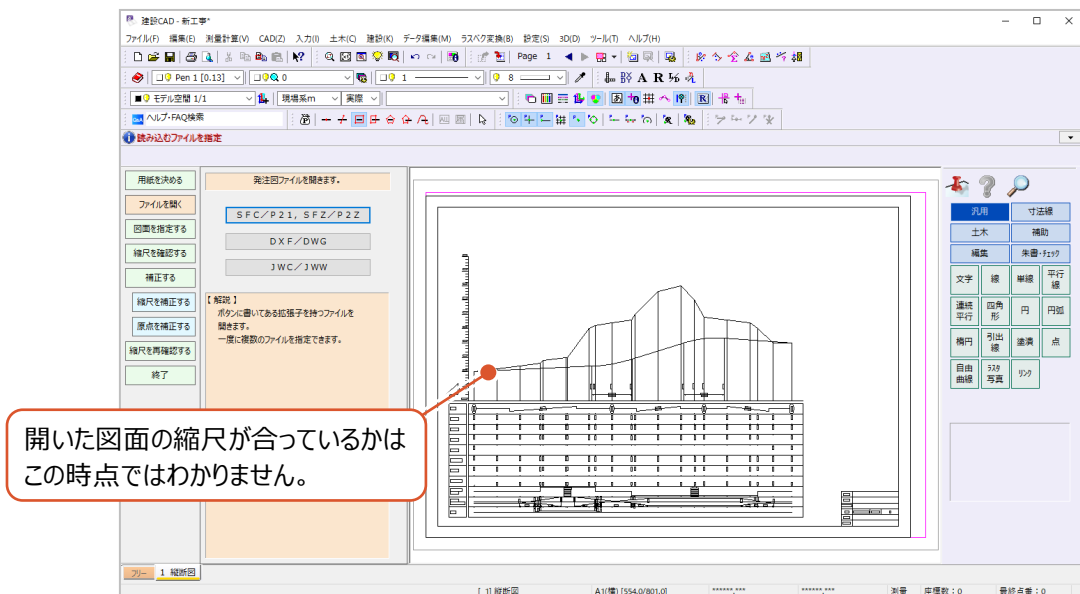 建設CAD - 新工事*
ファイル(F) 編集(E) 測量計算(V) CAD(Z) 入力(I) 土木(C) 建設(K) データ編集(M) ラスベク変換(B) 設定(S) 3D(D) ツール(T) ヘルプ(H)
Page 1
Pen 1 [0.13] 0 1 8
モデル空間 1/1 現場系m 実際
ヘルプ・FAQ検索
読み込むファイルを指定
用紙を決める
ファイルを開く
図面を指定する
縮尺を確認する
補正する
縮尺を補正する
原点を補正する
縮尺を再確認する
終了
発注図ファイルを開きます。
SFC/P21, SFZ/P2Z
DXF/DWG
JWC/JWW
【 解説 】
ボタンに書いてある拡張子を持つファイルを
開きます。
一度に複数のファイルを指定できます。
開いた図面の縮尺が合っているかは
この時点ではわかりません。
汎用 寸法線
土木 補助
編集 朱書・チェック
文字 線 単線 平行線
連続平行 四角形 円 円弧
楕円 引出線 塗潰 点
自由曲線 ラスタ写真 リンク
フリー 1 縦断図
[ 1] 縦断図 A1(横) [554.0/801.0] ******.*** ******.*** 測量 座標数:0 最終点番:0